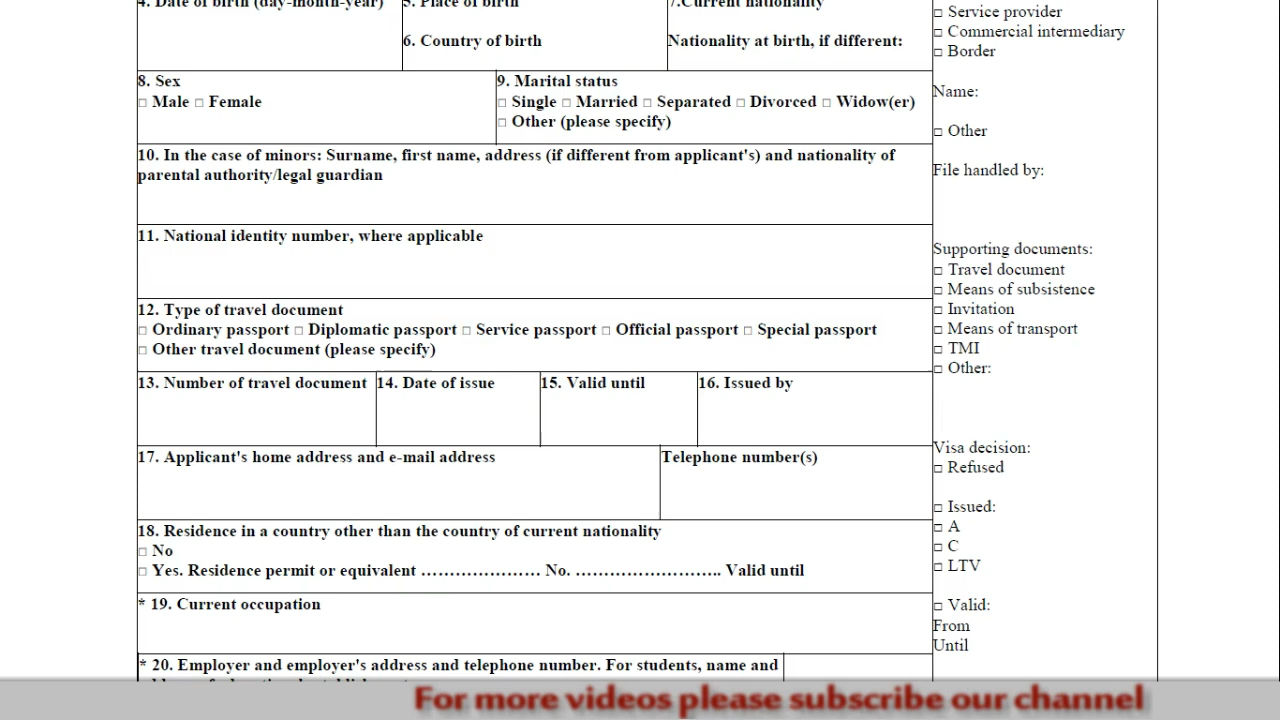 4. Date of birth (day-month-year)
5. Place of birth
7.Current nationality
6. Country of birth
Nationality at birth, if different:
8. Sex
□ Male □ Female
9. Marital status
□ Single □ Married □ Separated □ Divorced □ Widow(er)
□ Other (please specify)
10. In the case of minors: Surname, first name, address (if different from applicant's) and nationality of
parental authority/legal guardian
11. National identity number, where applicable
12. Type of travel document
□ Ordinary passport □ Diplomatic passport □ Service passport □ Official passport □ Special passport
□ Other travel document (please specify)
13. Number of travel document
14. Date of issue
15. Valid until
16. Issued by
17. Applicant's home address and e-mail address
Telephone number(s)
18. Residence in a country other than the country of current nationality
□ No
□ Yes. Residence permit or equivalent ………………… No. …………………….. Valid until
* 19. Current occupation
* 20. Employer and employer's address and telephone number. For students, name and
□ Service provider
□ Commercial intermediary
□ Border
Name:
□ Other
File handled by:
Supporting documents:
□ Travel document
□ Means of subsistence
□ Invitation
□ Means of transport
□ TMI
□ Other:
Visa decision:
□ Refused
□ Issued:
□ A
□ C
□ LTV
□ Valid:
From
Until
For more videos please subscribe our channel